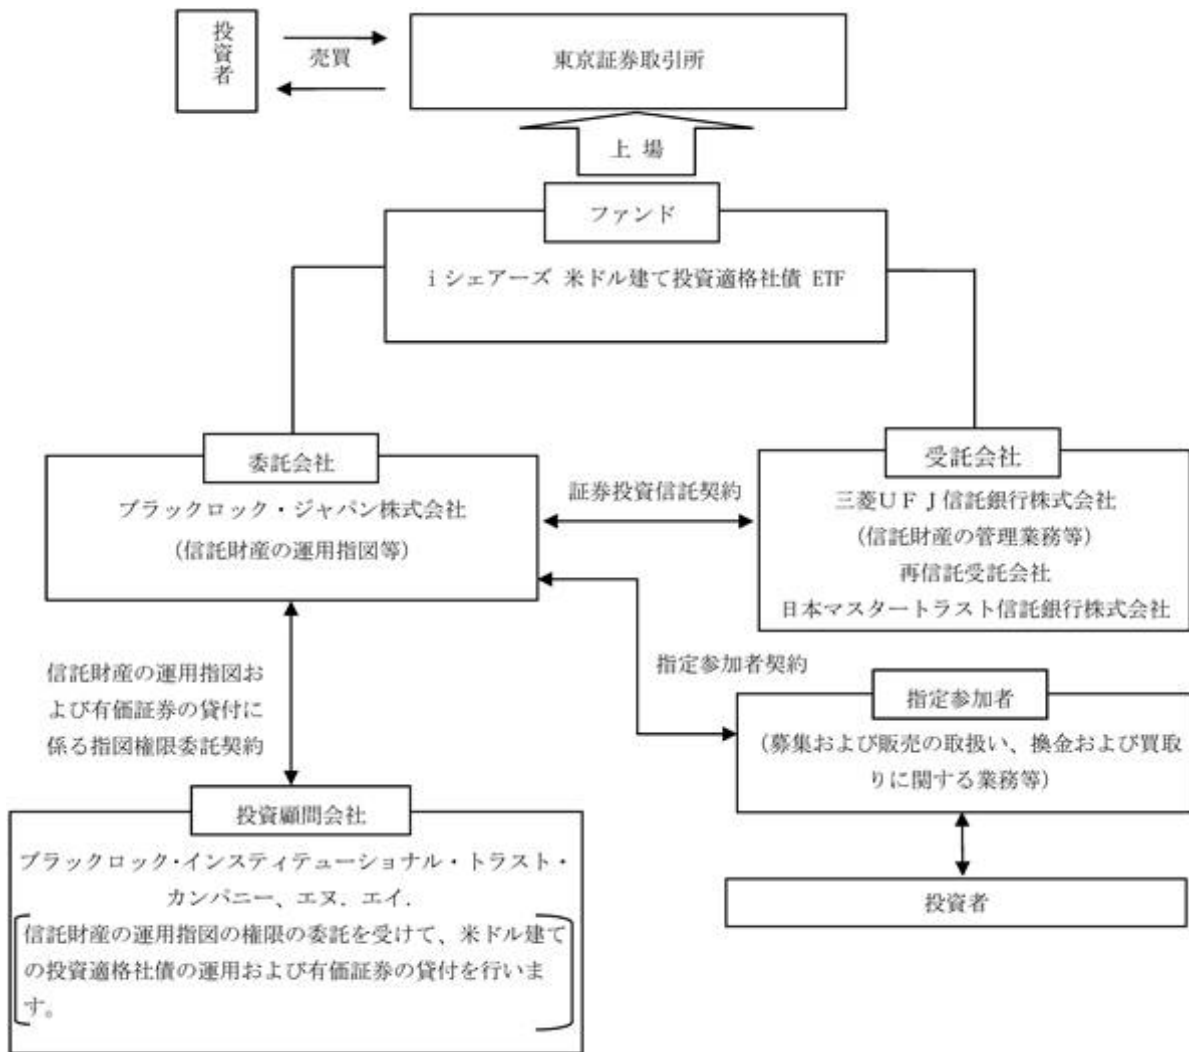 投資者
売買
東京証券取引所
上 場
ファンド
i シェアーズ 米ドル建て投資適格社債 ETF
委託会社
ブラックロック・ジャパン株式会社
(信託財産の運用指図等)
証券投資信託契約
受託会社
三菱UFJ信託銀行株式会社
(信託財産の管理業務等)
再信託受託会社
日本マスタートラスト信託銀行株式会社
信託財産の運用指図お
よび有価証券の貸付に
係る指図権限委託契約
指定参加者契約
指定参加者
(募集および販売の取扱い、換金および買取
りに関する業務等)
投資者
投資顧問会社
ブラックロック・インスティテューショナル・トラスト・
カンパニー、エヌ．エイ．
信託財産の運用指図の権限の委託を受けて、米ドル建て
の投資適格社債の運用および有価証券の貸付を行いま
す。